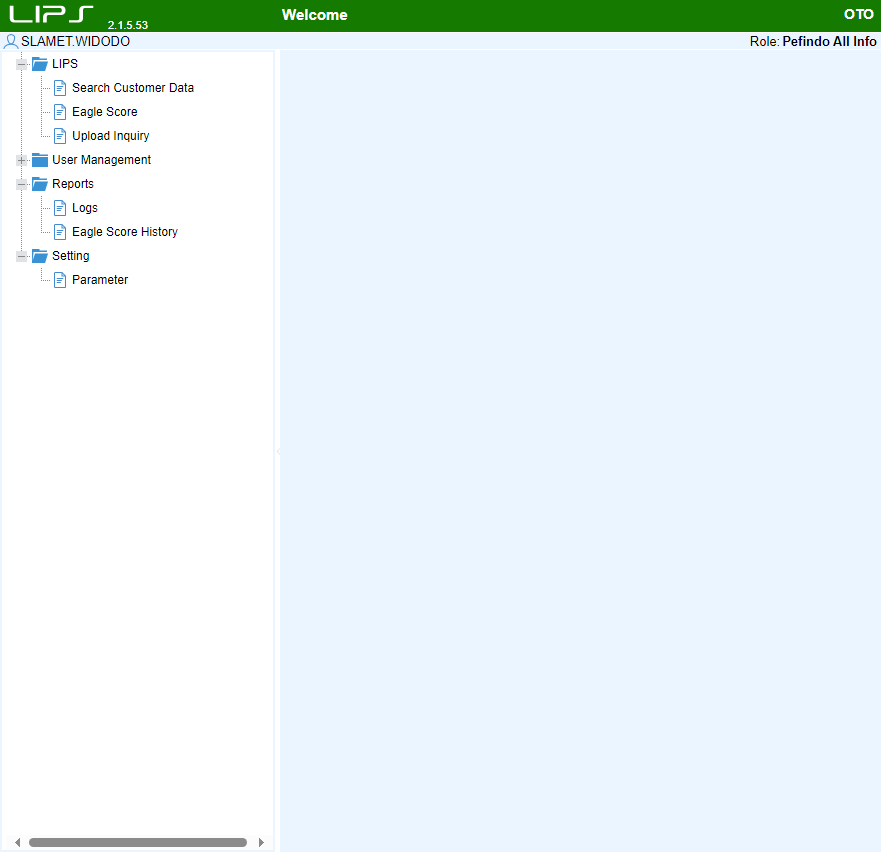 LIPS 2.1.5.53 Welcome OTO
SLAMET.WIDODO Role: Pefindo All Info
LIPS
Search Customer Data
Eagle Score
Upload Inquiry
User Management
Reports
Logs
Eagle Score History
Setting
Parameter